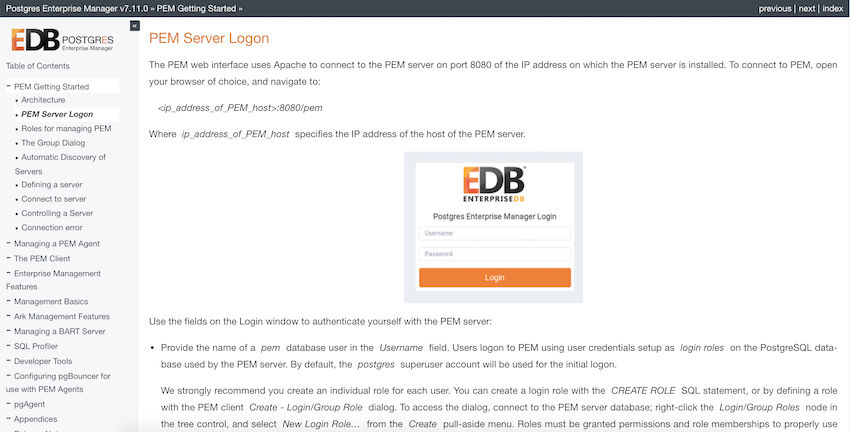 Postgres Enterprise Manager v7.11.0 » PEM Getting Started »
previous | next | index
«
EDB POSTGRES
Enterprise Manager
Table of Contents
PEM Getting Started
Architecture
PEM Server Logon
Roles for managing PEM
The Group Dialog
Automatic Discovery of
Servers
Defining a server
Connect to server
Controlling a Server
Connection error
Managing a PEM Agent
The PEM Client
Enterprise Management
Features
Management Basics
Ark Management Features
Managing a BART Server
SQL Profiler
Developer Tools
Configuring pgBouncer for
use with PEM Agents
pgAgent
Appendices
PEM Server Logon
The PEM web interface uses Apache to connect to the PEM server on port 8080 of the IP address on which the PEM server is installed. To connect to PEM, open
your browser of choice, and navigate to:
<ip_address_of_PEM_host>:8080/pem
Where ip_address_of_PEM_host specifies the IP address of the host of the PEM server.
EDB
ENTERPRISEDB
Postgres Enterprise Manager Login
Username
Password
Login
Use the fields on the Login window to authenticate yourself with the PEM server:
• Provide the name of a pem database user in the Username field. Users logon to PEM using user credentials setup as login roles on the PostgreSQL data-
base used by the PEM server. By default, the postgres superuser account will be used for the initial logon.
We strongly recommend you create an individual role for each user. You can create a login role with the CREATE ROLE SQL statement, or by defining a role
with the PEM client Create - Login/Group Role dialog. To access the dialog, connect to the PEM server database; right-click the Login/Group Roles node in
the tree control, and select New Login Role... from the Create pull-aside menu. Roles must be granted permissions and role memberships to properly use